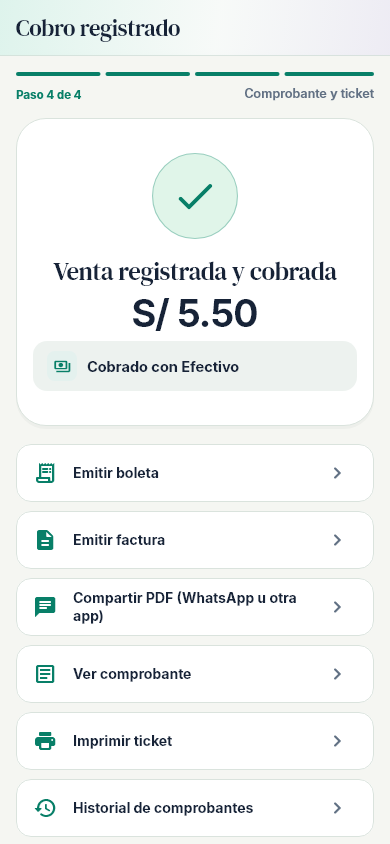 Cobro registrado
Paso 4 de 4
Comprobante y ticket
Venta registrada y cobrada
S/ 5.50
Cobrado con Efectivo
Emitir boleta
Emitir factura
Compartir PDF (WhatsApp u otra
app)
Ver comprobante
Imprimir ticket
Historial de comprobantes